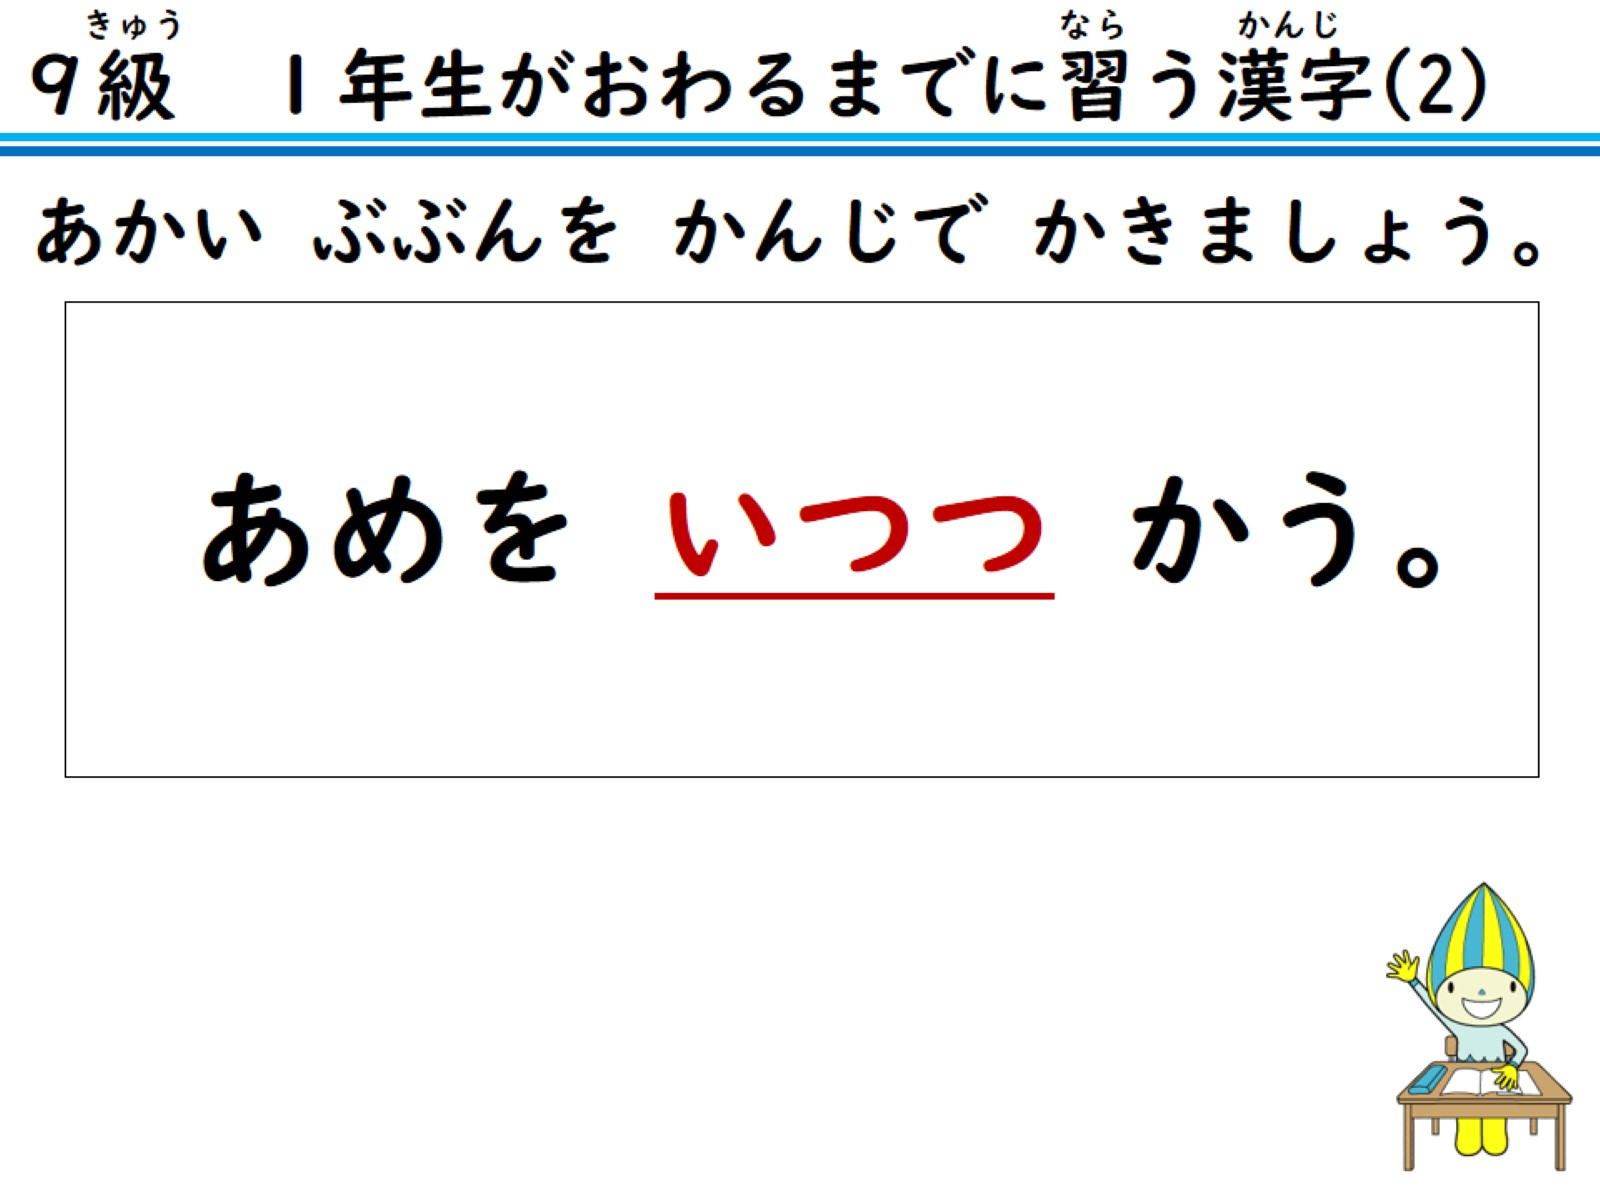 きゅう なら かんじ
9級 1年生がおわるまでに習う漢字(2)
あかい ぶぶんを かんじで かきましょう。
あめを いつつ かう。